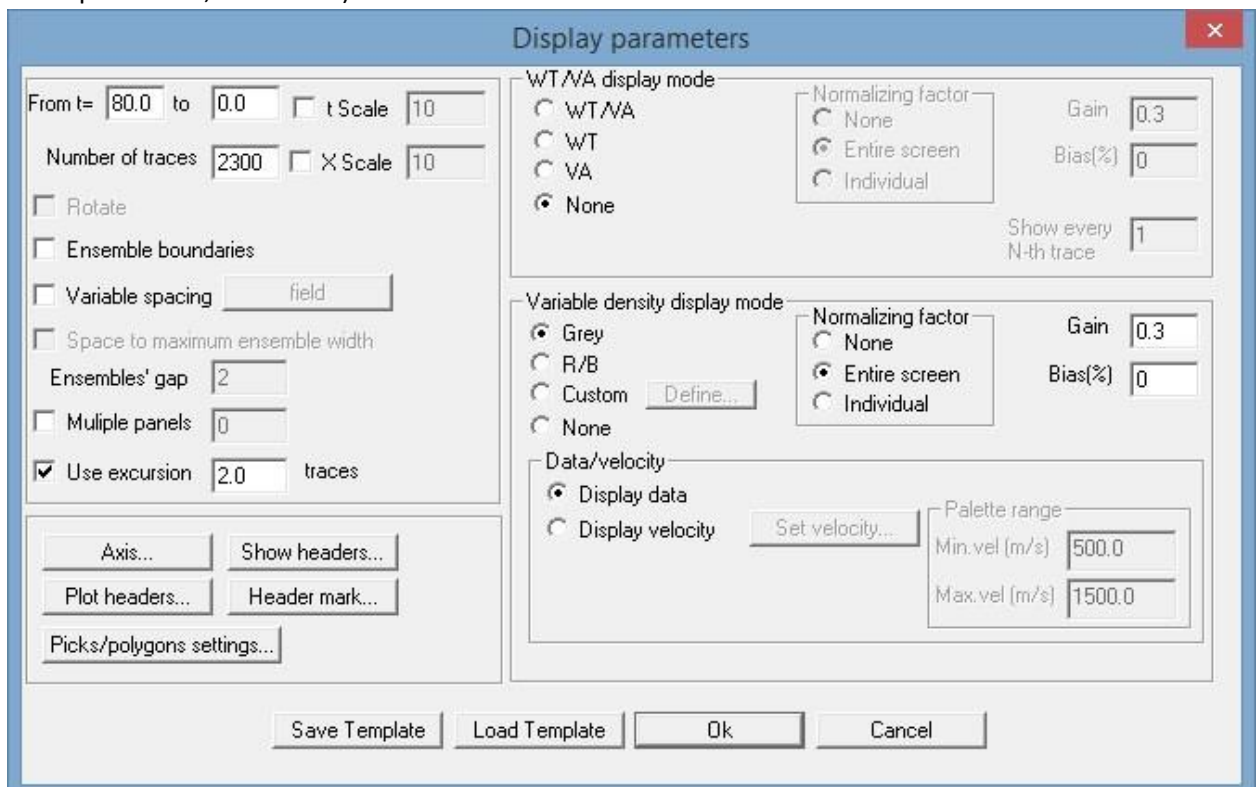 Display parameters
From t= 80.0 to 0.0 t Scale 10
Number of traces 2300 X Scale 10
Rotate
Ensemble boundaries
Variable spacing field
Space to maximum ensemble width
Ensembles' gap 2
Muliple panels 0
Use excursion 2.0 traces
Axis... Show headers...
Plot headers... Header mark...
Picks/polygons settings...
WT/VA display mode
WT/VA
WT
VA
None
Normalizing factor
None
Entire screen
Individual
Gain 0.3
Bias(%) 0
Show every
N-th trace 1
Variable density display mode
Grey
R/B
Custom Define...
None
Normalizing factor
None
Entire screen
Individual
Gain 0.3
Bias(%) 0
Data/velocity
Display data
Display velocity Set velocity...
Palette range
Min.vel (m/s) 500.0
Max.vel (m/s) 1500.0
Save Template Load Template Ok Cancel